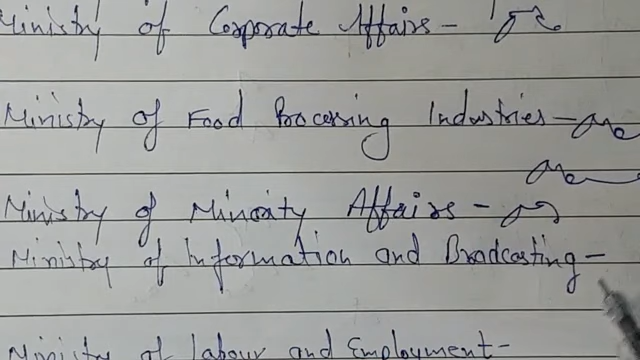 Ministry of Corporate Affairs -
Ministry of Food Processing Industries -
Ministry of Minority Affairs -
Ministry of Information and Broadcasting -
Ministry of Labour and Employment -